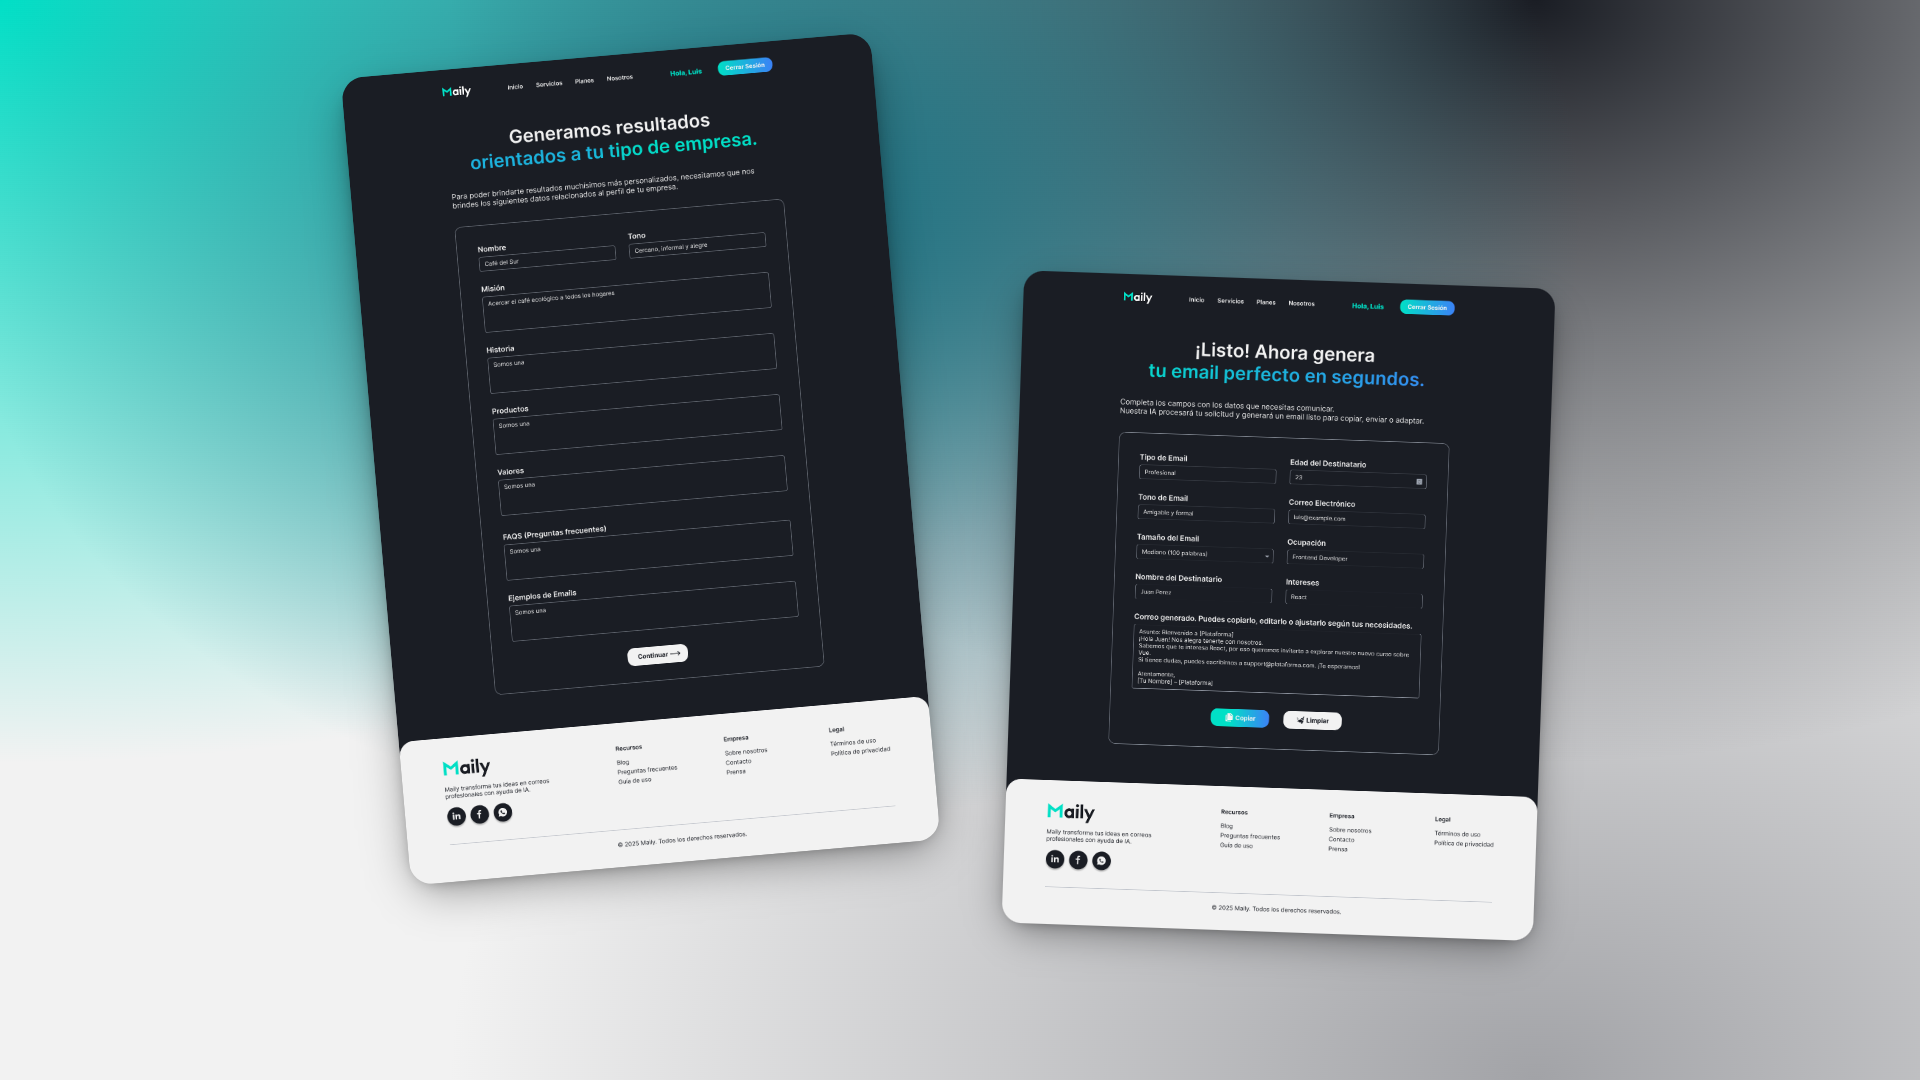 Maily
Inicio Servicios Planes Nosotros
Hola, Luis
Cerrar Sesión
Generamos resultados
orientados a tu tipo de empresa.
Para poder brindarte resultados muchísimos más personalizados, necesitamos que nos
brindes los siguientes datos relacionados al perfil de tu empresa.
Nombre
Café del Sur
Tono
Cercano, informal y alegre
Misión
Acercar el café ecológico a todos los hogares
Historia
Somos una
Productos
Somos una
Valores
Somos una
FAQS (Preguntas frecuentes)
Somos una
Ejemplos de Emails
Somos una
Continuar
Maily
Maily transforma tus ideas en correos
profesionales con ayuda de IA.
Recursos
Blog
Preguntas frecuentes
Guía de uso
Empresa
Sobre nosotros
Contacto
Prensa
Legal
Términos de uso
Política de privacidad
© 2025 Maily. Todos los derechos reservados.
Maily
Inicio Servicios Planes Nosotros
Hola, Luis
Cerrar Sesión
¡Listo! Ahora genera
tu email perfecto en segundos.
Completa los campos con los datos que necesitas comunicar.
Nuestra IA procesará tu solicitud y generará un email listo para copiar, enviar o adaptar.
Tipo de Email
Profesional
Edad del Destinatario
23
Tono de Email
Amigable y formal
Correo Electrónico
luis@example.com
Tamaño del Email
Mediano (100 palabras)
Ocupación
Frontend Developer
Nombre del Destinatario
Juan Perez
Intereses
React
Correo generado. Puedes copiarlo, editarlo o ajustarlo según tus necesidades.
Asunto: Bienvenido a [Plataforma]
¡Hola Juan! Nos alegra tenerte con nosotros.
Sabemos que te interesa React, por eso queremos invitarte a explorar nuestro nuevo curso sobre
Vue.
Si tienes dudas, puedes escribirnos a support@plataforma.com. ¡Te esperamos!
Atentamente,
[Tu Nombre] – [Plataforma]
Copiar
Limpiar
Maily
Maily transforma tus ideas en correos
profesionales con ayuda de IA.
Recursos
Blog
Preguntas frecuentes
Guía de uso
Empresa
Sobre nosotros
Contacto
Prensa
Legal
Términos de uso
Política de privacidad
© 2025 Maily. Todos los derechos reservados.